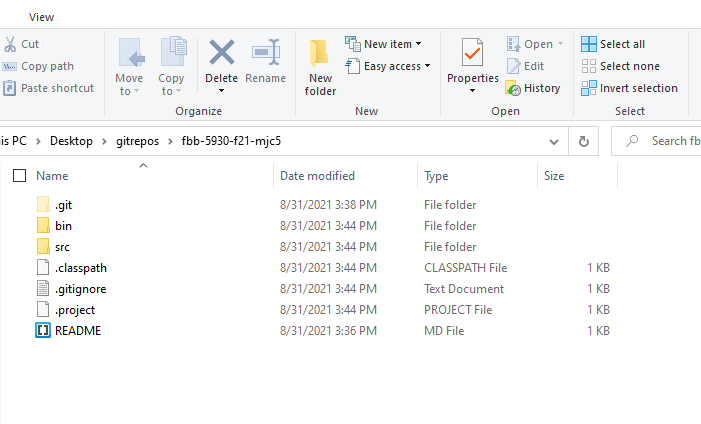 View
Cut
Copy path
Paste shortcut
Move to
Copy to
Delete
Rename
Organize
New folder
New item
Easy access
New
Properties
Open
Edit
History
Open
Select all
Select none
Invert selection
Select
is PC > Desktop > gitrepos > fbb-5930-f21-mjc5
Search fb
Name Date modified Type Size
.git 8/31/2021 3:38 PM File folder
bin 8/31/2021 3:44 PM File folder
src 8/31/2021 3:44 PM File folder
.classpath 8/31/2021 3:44 PM CLASSPATH File 1 KB
.gitignore 8/31/2021 3:44 PM Text Document 1 KB
.project 8/31/2021 3:44 PM PROJECT File 1 KB
README 8/31/2021 3:36 PM MD File 1 KB